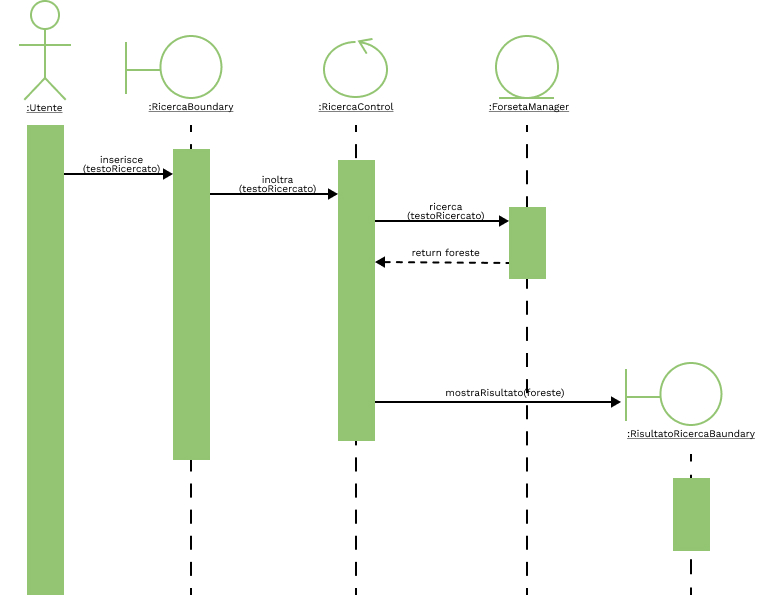 :Utente
:RicercaBoundary
:RicercaControl
:ForsetaManager
inserisce
(testoRicercato)
inoltra
(testoRicercato)
ricerca
(testoRicercato)
return foreste
mostraRisultato(foreste)
:RisultatoRicercaBaundary